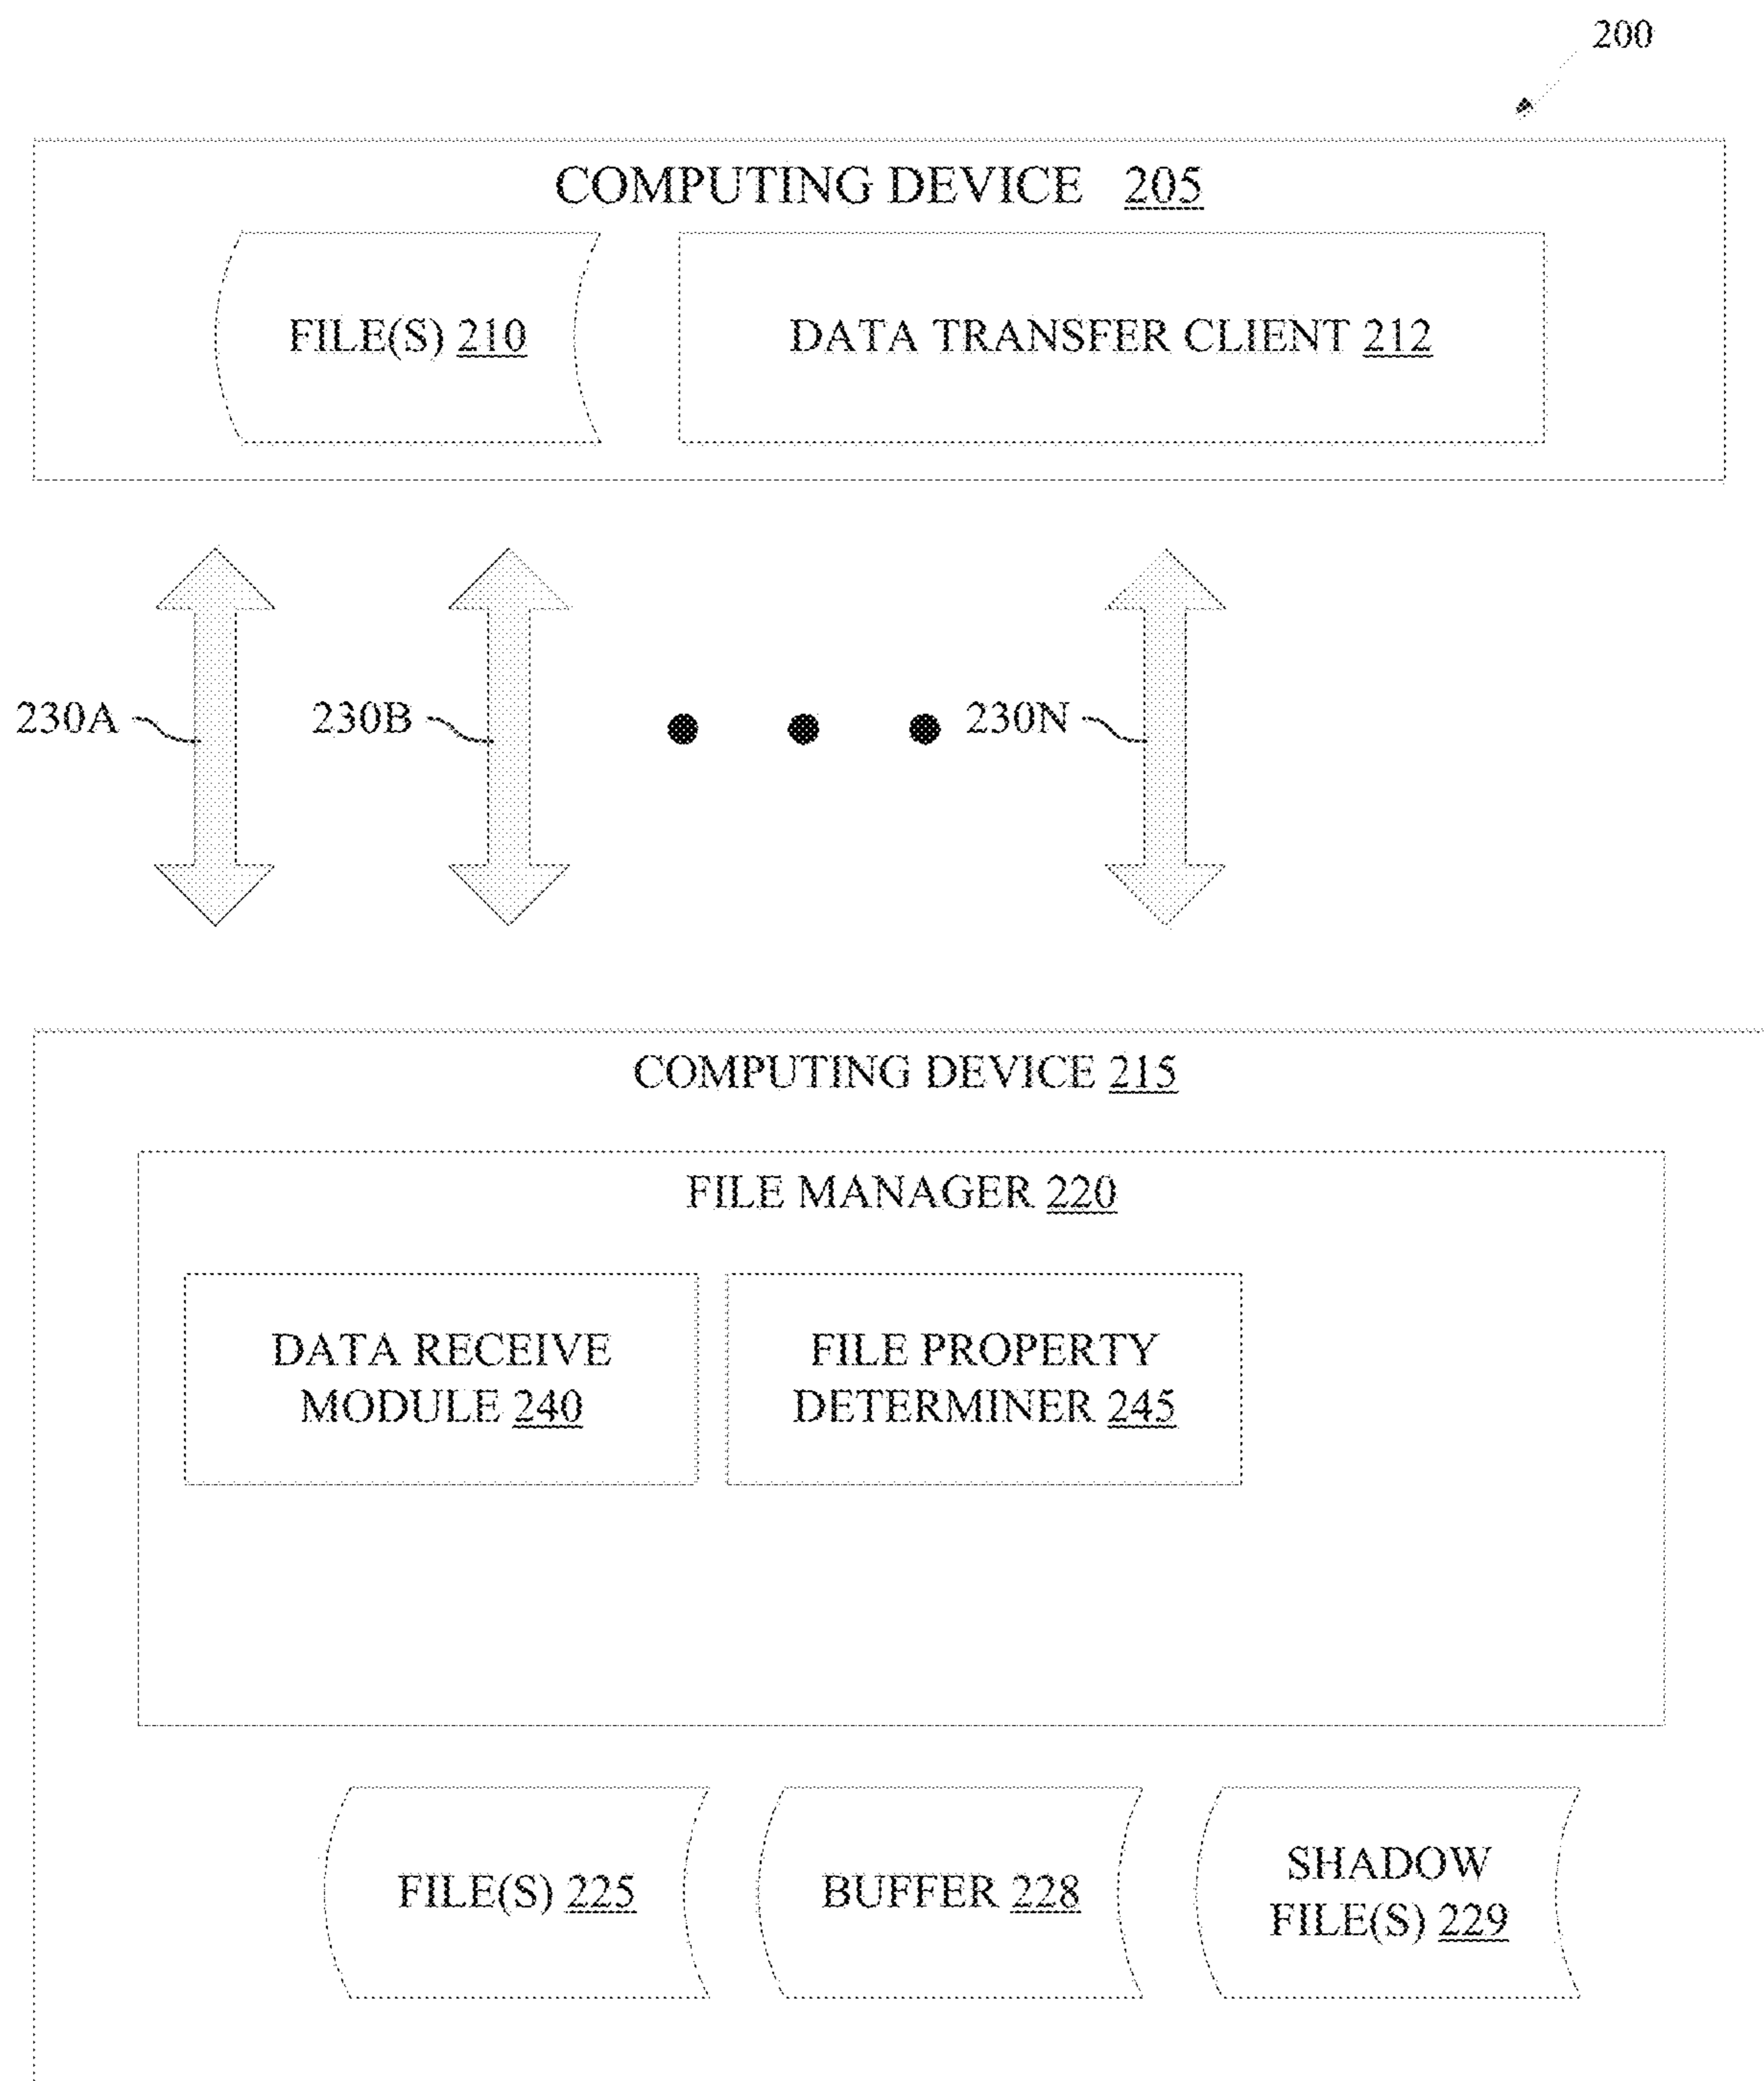 200
COMPUTING DEVICE 205
FILE(S) 210
DATA TRANSFER CLIENT 212
230A
230B
230N
COMPUTING DEVICE 215
FILE MANAGER 220
DATA RECEIVE
MODULE 240
FILE PROPERTY
DETERMINER 245
FILE(S) 225
BUFFER 228
SHADOW
FILE(S) 229